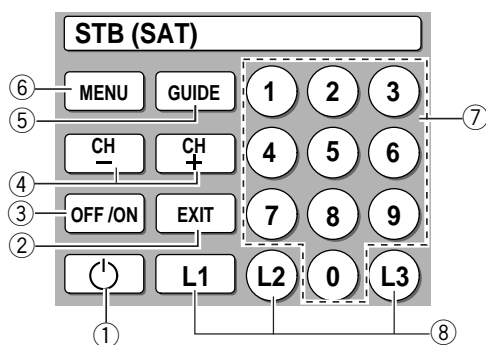 STB (SAT)
⑥ MENU GUIDE 1 2 3
⑤ ⑦
CH − CH + 4 5 6
④
③ OFF /ON EXIT 7 8 9
②
L1 L2 0 L3
① ⑧